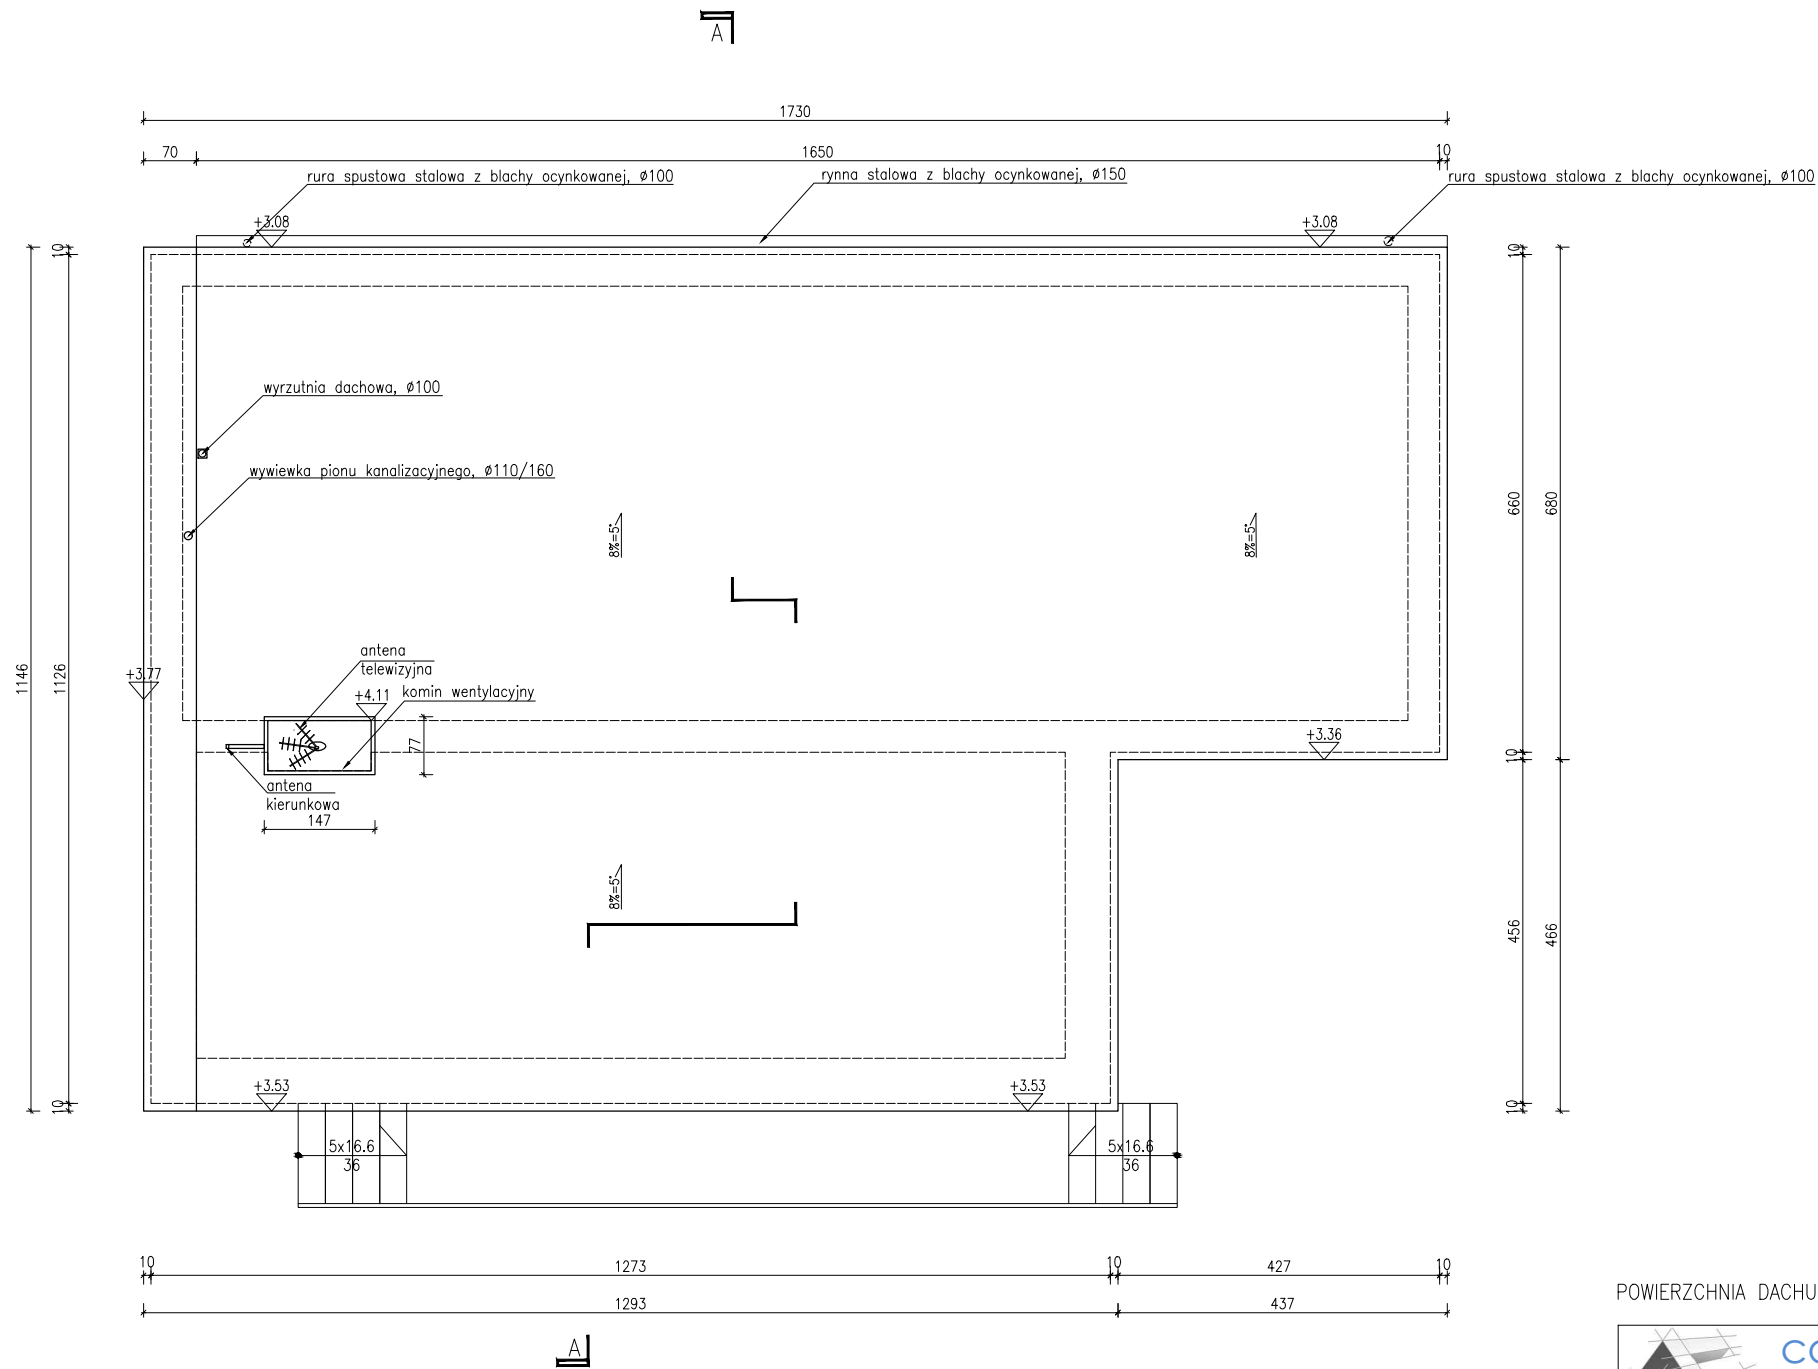 A
1730
70
1650
10
rura spustowa stalowa z blachy ocynkowanej, ø100
rynna stalowa z blachy ocynkowanej, ø150
rura spustowa stalowa z blachy ocynkowanej, ø100
+3.08
+3.08
10
10
wyrzutnia dachowa, ø100
wywiewka pionu kanalizacyjnego, ø110/160
8%=5°
8%=5°
660
680
1146
1126
antena
telewizyjna
+3.77
+4.11
komin wentylacyjny
77
+3.36
10
antena
kierunkowa
147
8%=5°
456
466
+3.53
+3.53
10
10
5x16.6
36
5x16.6
36
10
1273
10
427
10
1293
437
POWIERZCHNIA DACHU
A